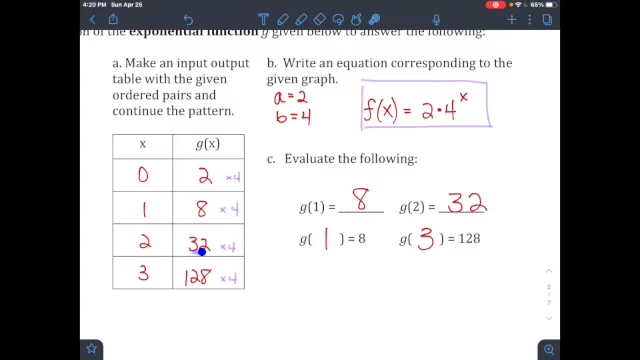 4:20 PM Sun Apr 25
65%
on of the exponential function g given below to answer the following:
a. Make an input output
table with the given
ordered pairs and
continue the pattern.
x g(x)
0 2 ×4
1 8 ×4
2 32 ×4
3 128 ×4
b. Write an equation corresponding to
the given graph.
a = 2
b = 4
f(x) = 2 • 4^x
c. Evaluate the following:
g(1) = 8 g(2) = 32
g( 1 ) = 8 g( 3 ) = 128
2
/
7